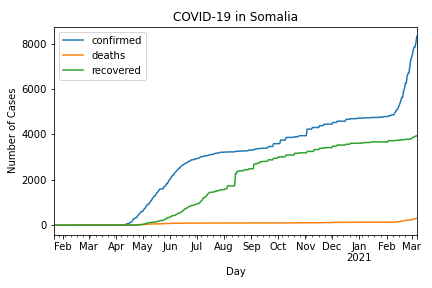 COVID-19 in Somalia
confirmed
deaths
recovered
Number of Cases
8000
6000
4000
2000
0
Feb Mar Apr May Jun Jul Aug Sep Oct Nov Dec Jan Feb Mar
2021
Day